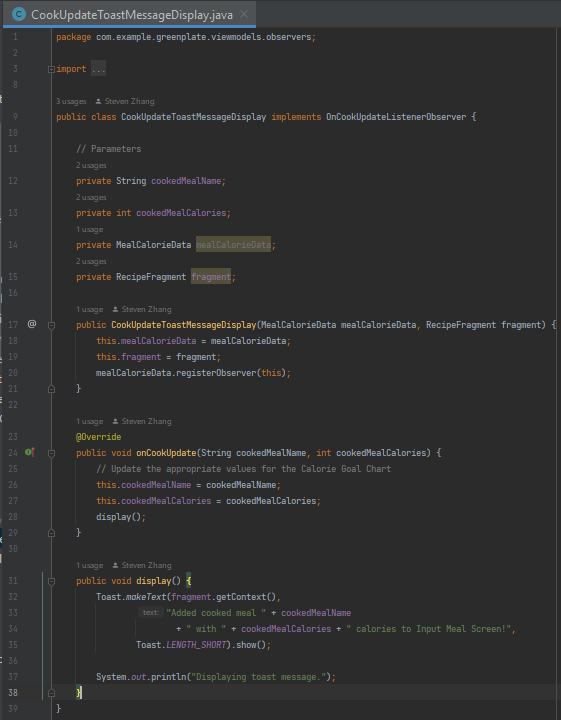 CookUpdateToastMessageDisplay.java
1 package com.example.greenplate.viewmodels.observers;
2
3 import ...
8
3 usages Steven Zhang
9 public class CookUpdateToastMessageDisplay implements OnCookUpdateListenerObserver {
10
11 // Parameters
2 usages
12 private String cookedMealName;
2 usages
13 private int cookedMealCalories;
1 usage
14 private MealCalorieData mealCalorieData;
2 usages
15 private RecipeFragment fragment;
16
1 usage Steven Zhang
17 @ public CookUpdateToastMessageDisplay(MealCalorieData mealCalorieData, RecipeFragment fragment) {
18 this.mealCalorieData = mealCalorieData;
19 this.fragment = fragment;
20 mealCalorieData.registerObserver(this);
21 }
22
1 usage Steven Zhang
23 @Override
24 public void onCookUpdate(String cookedMealName, int cookedMealCalories) {
25 // Update the appropriate values for the Calorie Goal Chart
26 this.cookedMealName = cookedMealName;
27 this.cookedMealCalories = cookedMealCalories;
28 display();
29 }
30
1 usage Steven Zhang
31 public void display() {
32 Toast.makeText(fragment.getContext(),
33 text: "Added cooked meal " + cookedMealName
34 + " with " + cookedMealCalories + " calories to Input Meal Screen!",
35 Toast.LENGTH_SHORT).show();
36
37 System.out.println("Displaying toast message.");
38 }
39 }